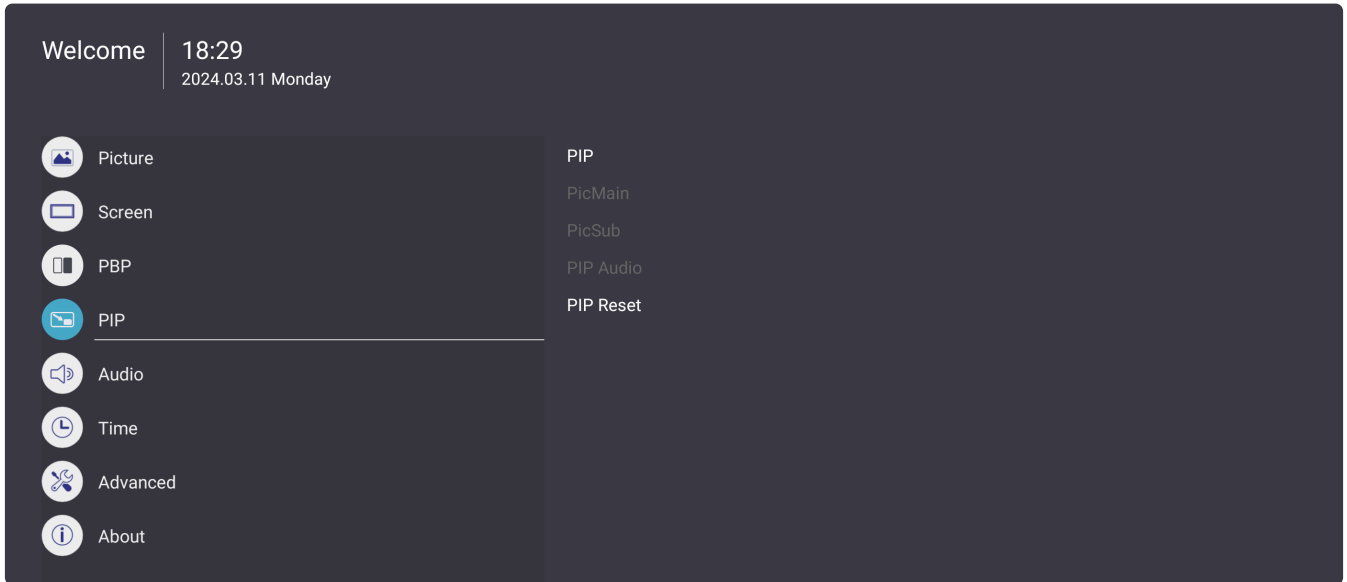 Welcome
18:29
2024.03.11 Monday
Picture
Screen
PBP
PIP
Audio
Time
Advanced
About
PIP
PicMain
PicSub
PIP Audio
PIP Reset